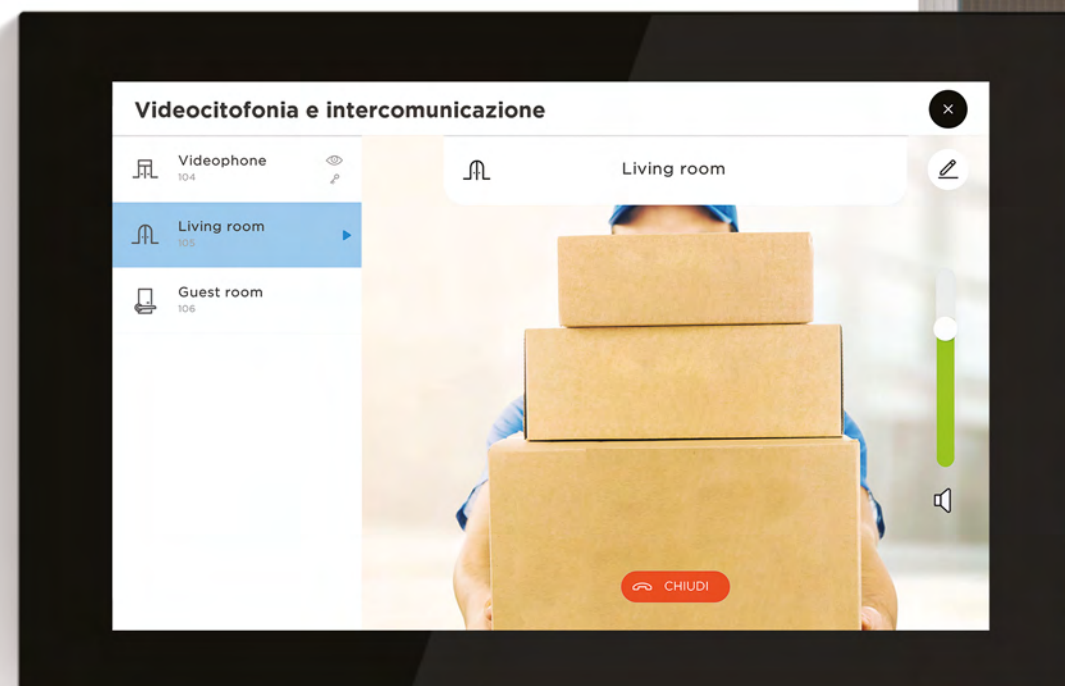 Videocitofonia e intercomunicazione
Videophone
104
Living room
105
Guest room
106
Living room
CHIUDI